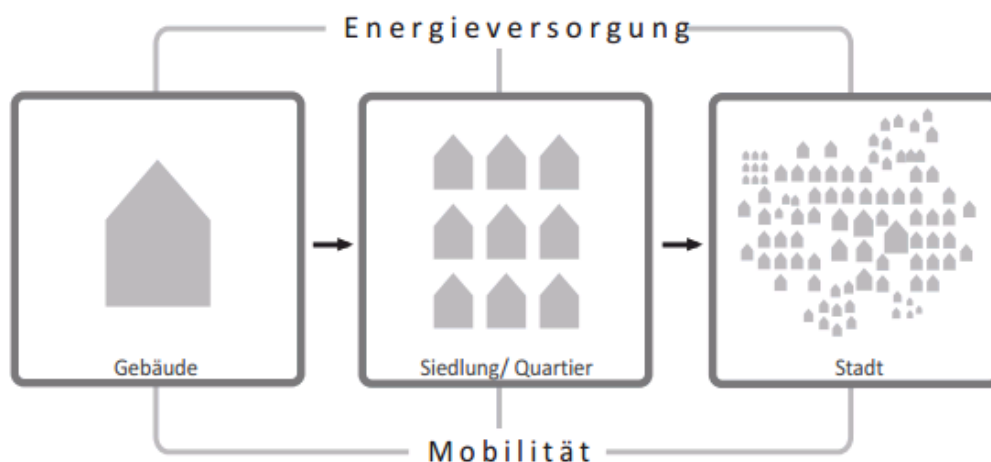 Energieversorgung
Gebäude
Siedlung/ Quartier
Stadt
Mobilität